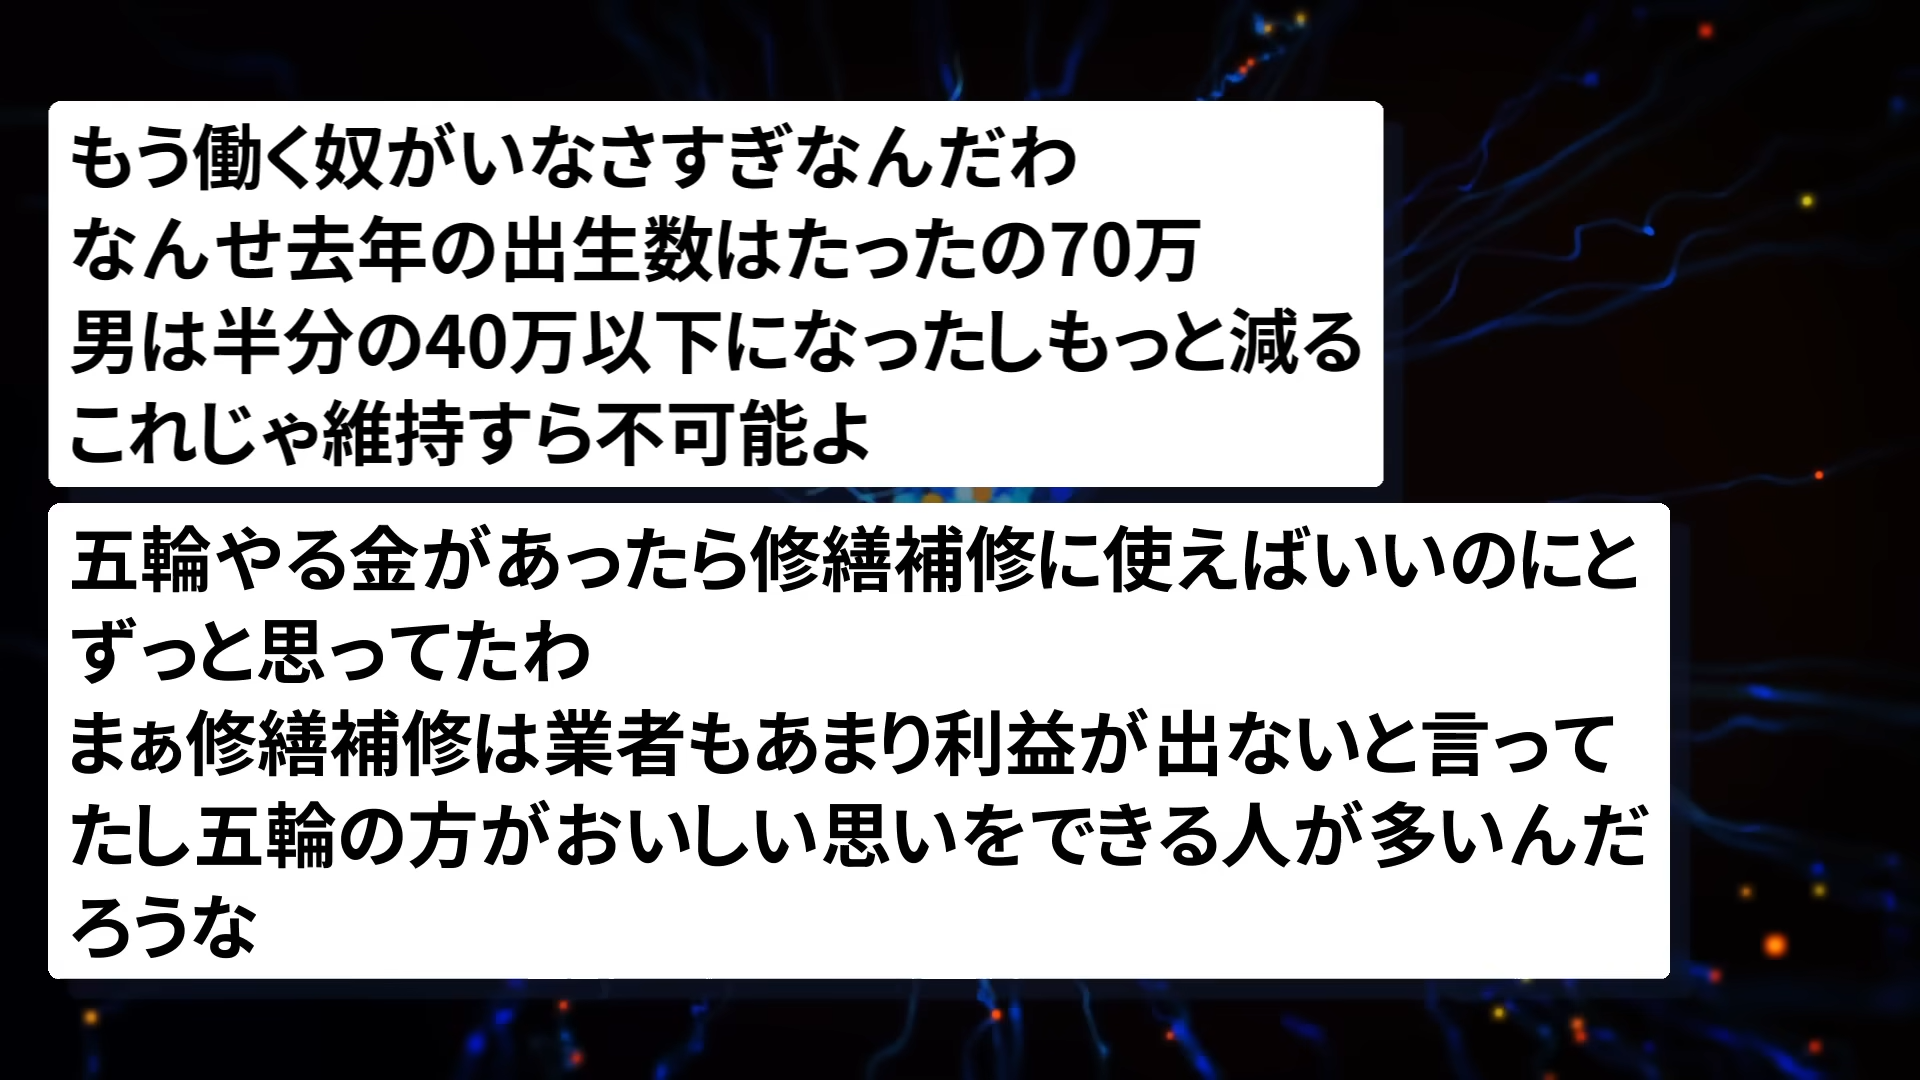 もう働く奴がいなさすぎなんだわ
なんせ去年の出生数はたったの70万
男は半分の40万以下になったしもっと減る
これじゃ維持すら不可能よ
五輪やる金があったら修繕補修に使えばいいのにと
ずっと思ってたわ
まぁ修繕補修は業者もあまり利益が出ないと言って
たし五輪の方がおいしい思いをできる人が多いんだ
ろうな